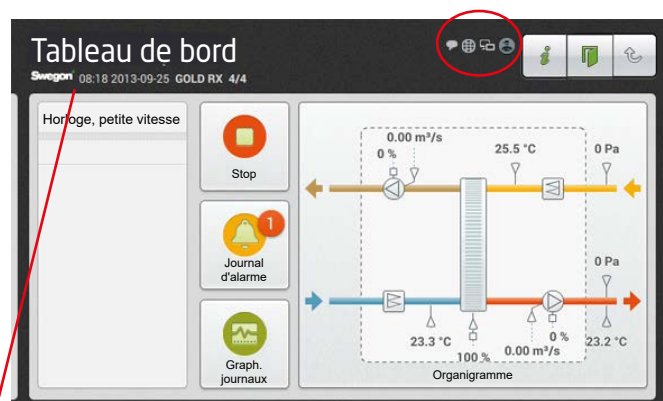 Tableau de bord
Swegon 08:18 2013-09-25 GOLD RX 4/4
Horloge, petite vitesse
Stop
1
Journal
d'alarme
Graph.
journaux
0.00 m³/s
0 %
25.5 °C
0 Pa
0 Pa
23.3 °C
100 %
0.00 m³/s
0 %
23.2 °C
Organigramme